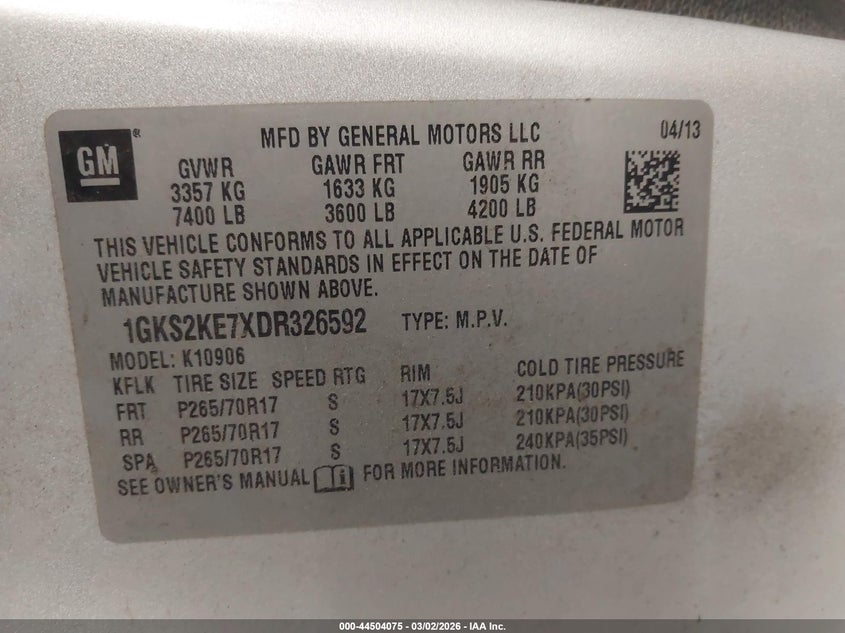 GM ®
MFD BY GENERAL MOTORS LLC 04/13
GVWR GAWR FRT GAWR RR
3357 KG 1633 KG 1905 KG
7400 LB 3600 LB 4200 LB
THIS VEHICLE CONFORMS TO ALL APPLICABLE U.S. FEDERAL MOTOR
VEHICLE SAFETY STANDARDS IN EFFECT ON THE DATE OF
MANUFACTURE SHOWN ABOVE.
1GKS2KE7XDR326592 TYPE: M.P.V.
MODEL: K10906
KFLK TIRE SIZE SPEED RTG RIM COLD TIRE PRESSURE
FRT P265/70R17 S 17X7.5J 210KPA(30PSI)
RR P265/70R17 S 17X7.5J 210KPA(30PSI)
SPA P265/70R17 S 17X7.5J 240KPA(35PSI)
SEE OWNER'S MANUAL FOR MORE INFORMATION.
000-44504075 — 03/02/2026 — IAA Inc.